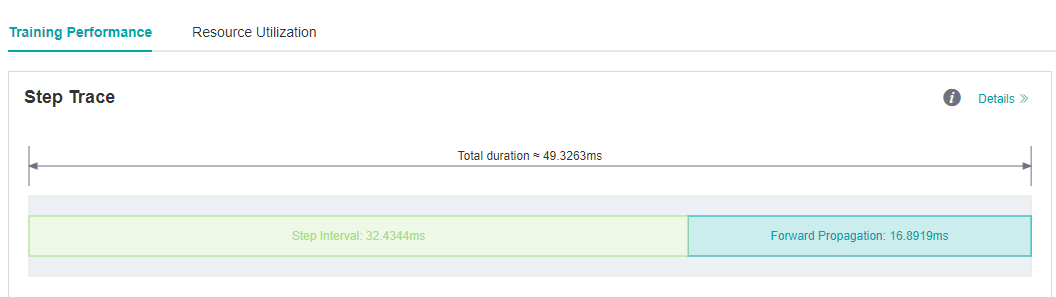 Training Performance
Resource Utilization
Step Trace
i
Details
Total duration ≈ 49.3263ms
Step Interval: 32.4344ms
Forward Propagation: 16.8919ms